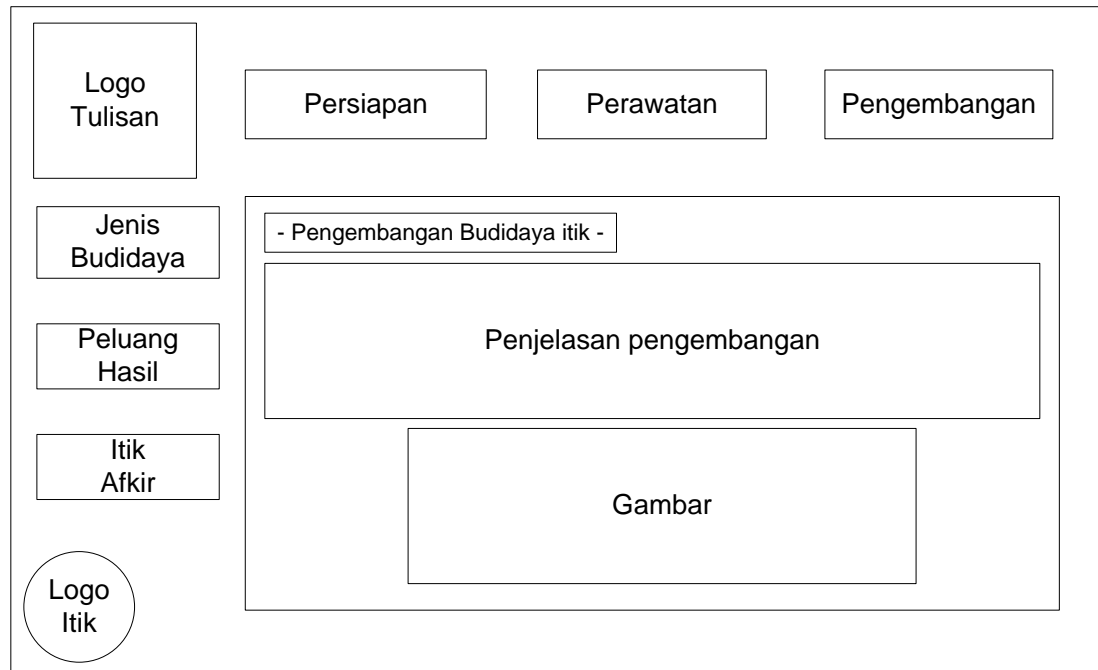 Logo
Tulisan
Persiapan
Perawatan
Pengembangan
Jenis
Budidaya
Peluang
Hasil
Itik
Afkir
Logo
Itik
- Pengembangan Budidaya itik -
Penjelasan pengembangan
Gambar